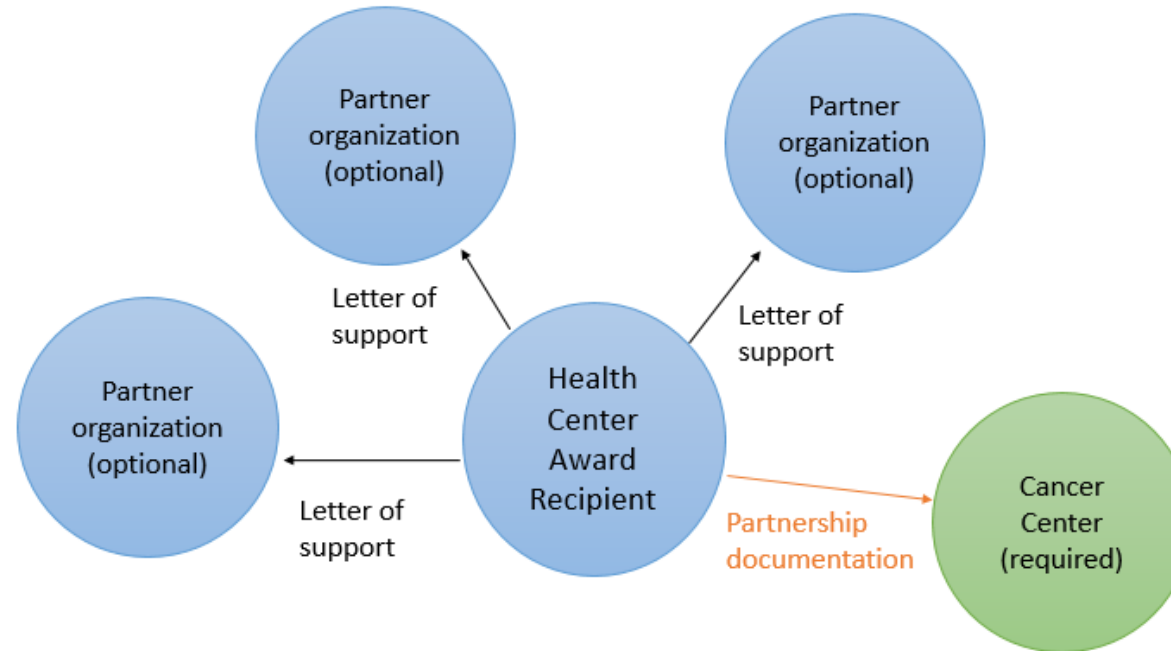 Partner
organization
(optional)
Partner
organization
(optional)
Letter of
support
Letter of
support
Partner
organization
(optional)
Health
Center
Award
Recipient
Letter of
support
Partnership
documentation
Cancer
Center
(required)